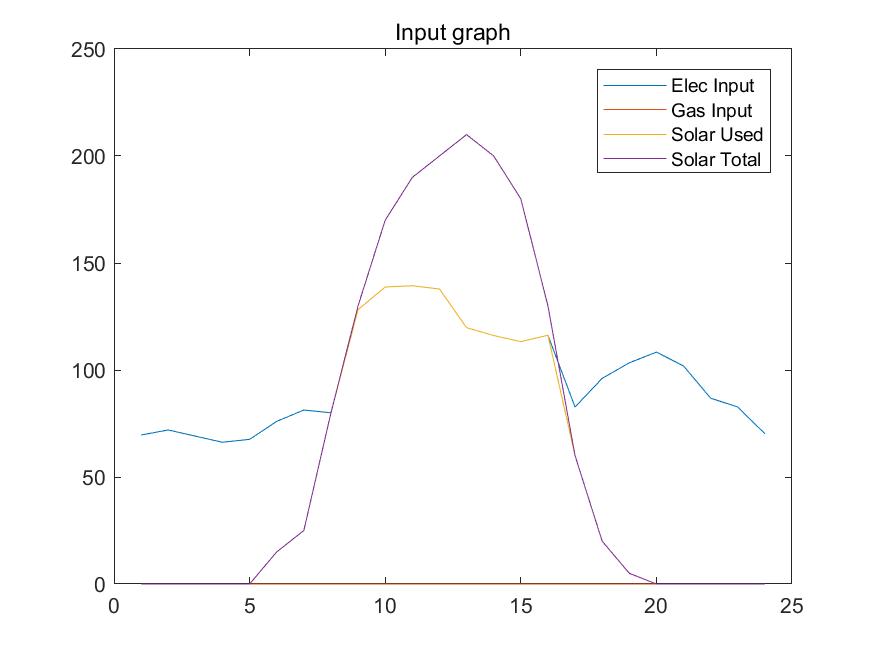 Input graph
250
200
150
100
50
0
0 5 10 15 20 25
Elec Input
Gas Input
Solar Used
Solar Total